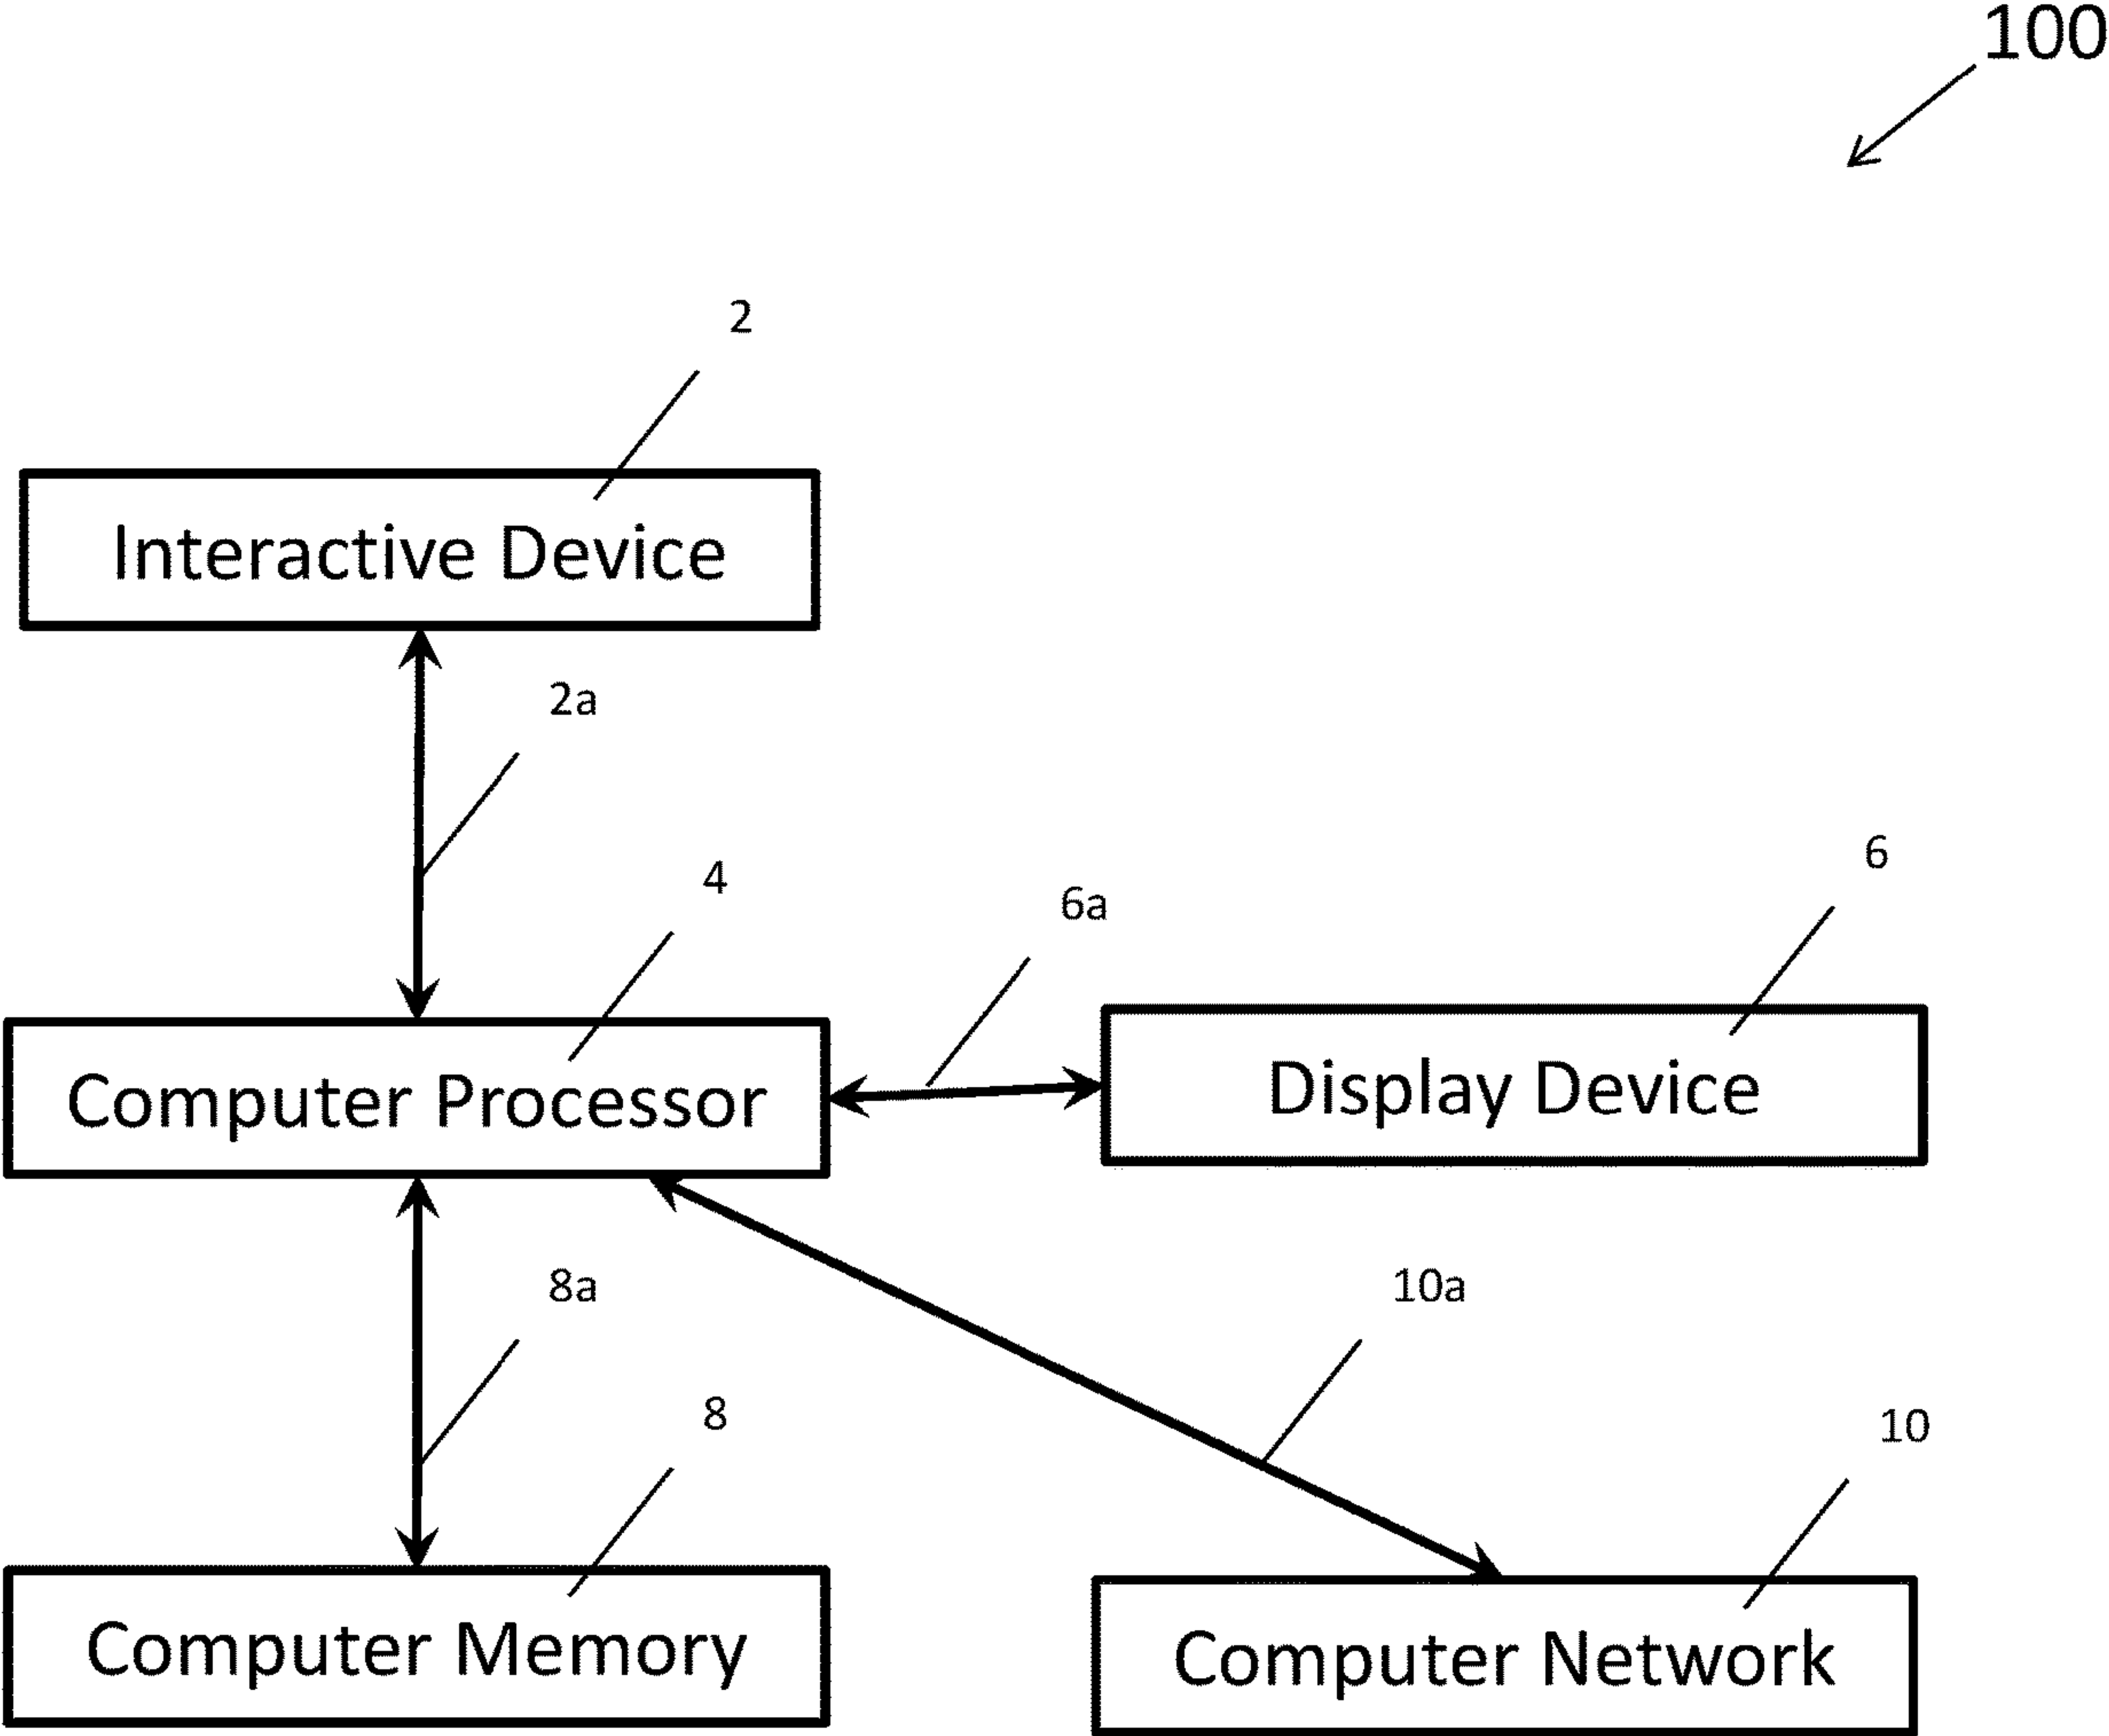 100
2
Interactive Device
2a
4
6a
6
Computer Processor
Display Device
8a
10a
8
10
Computer Memory
Computer Network